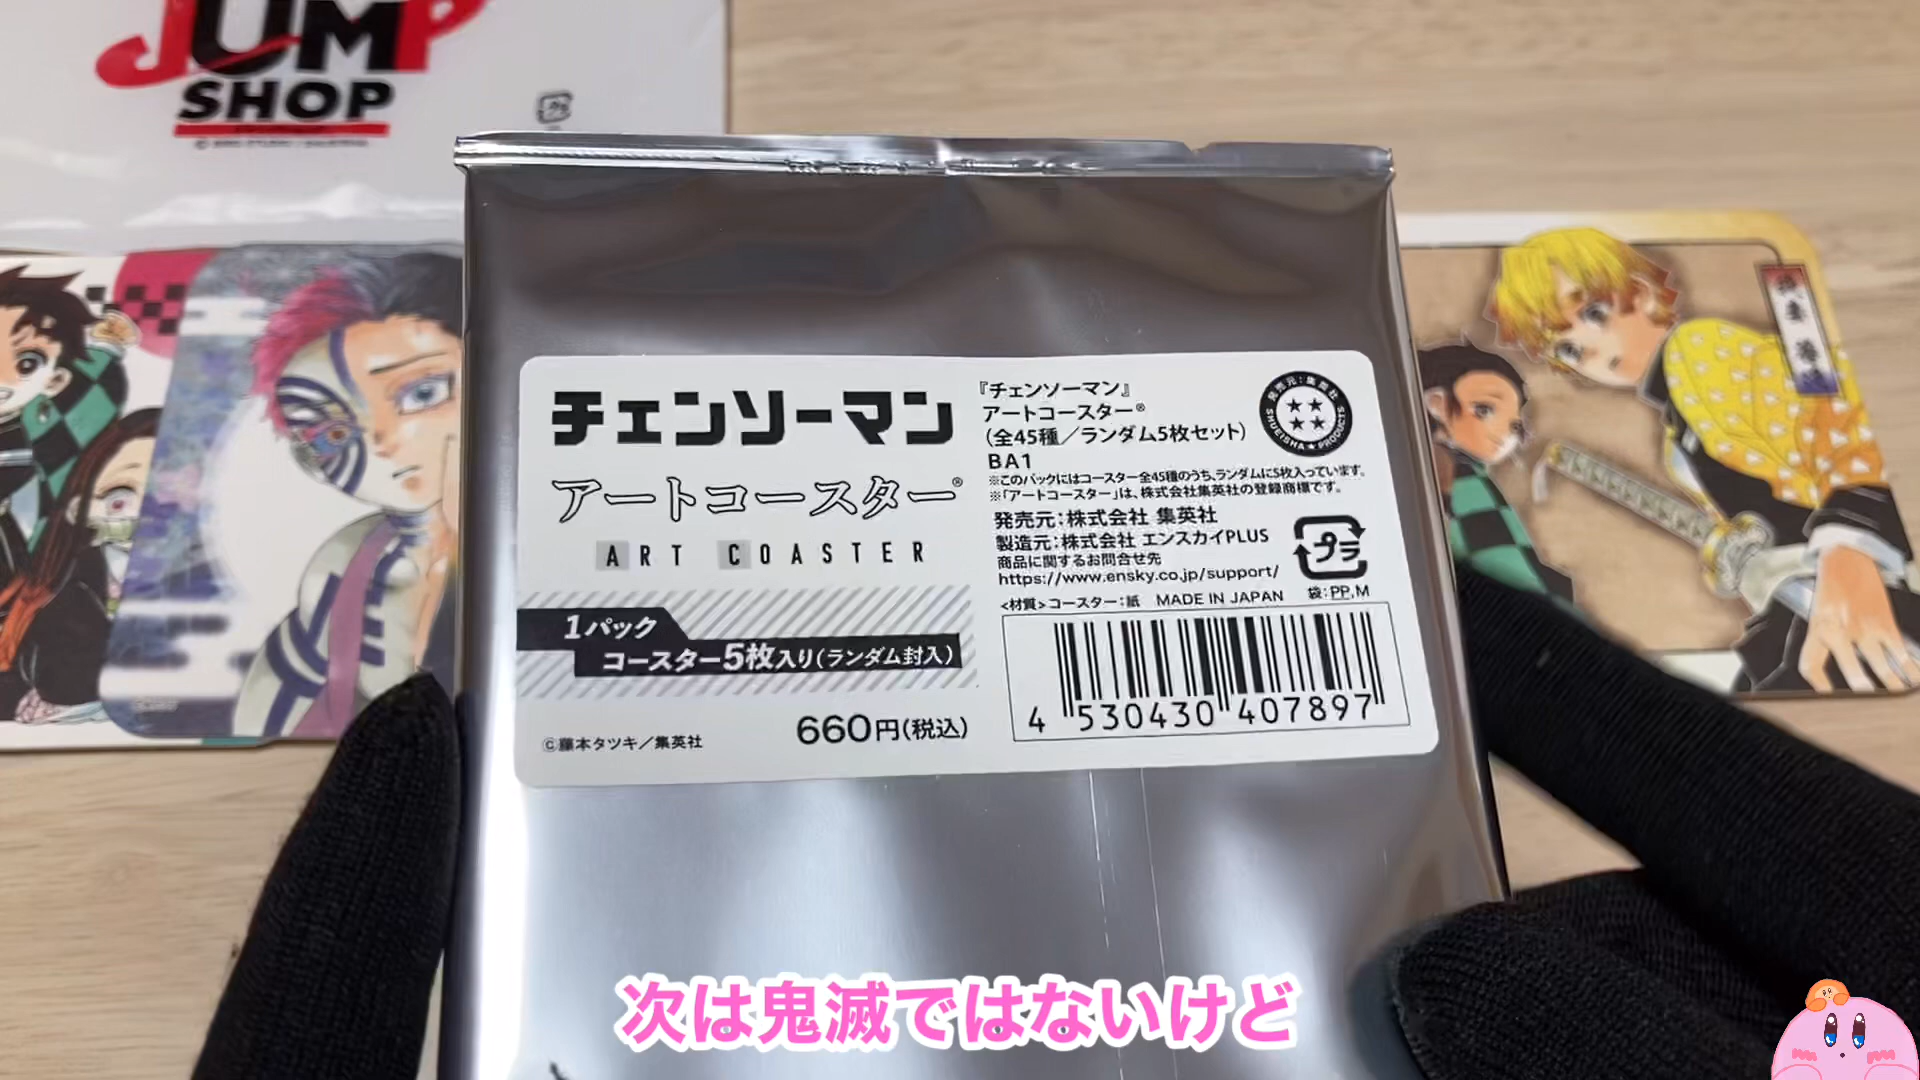 JUMP
SHOP
チェンソーマン
アートコースター®
ART COASTER
1パック
コースター5枚入り(ランダム封入)
©藤本タツキ/集英社
660円(税込)
『チェンソーマン』
アートコースター®
(全45種/ランダム5枚セット)
BA1
※このパックにはコースター全45種のうち、ランダムに5枚入っています。
※「アートコースター」は、株式会社集英社の登録商標です。
発売元:株式会社 集英社
製造元:株式会社 エンスカイPLUS
商品に関するお問合せ先
https://www.ensky.co.jp/support/
<材質>コースター:紙 MADE IN JAPAN
発売元:集英社
SHUEISHA★PRODUCTS
プラ
袋:PP,M
4 530430 407897
次は鬼滅ではないけど